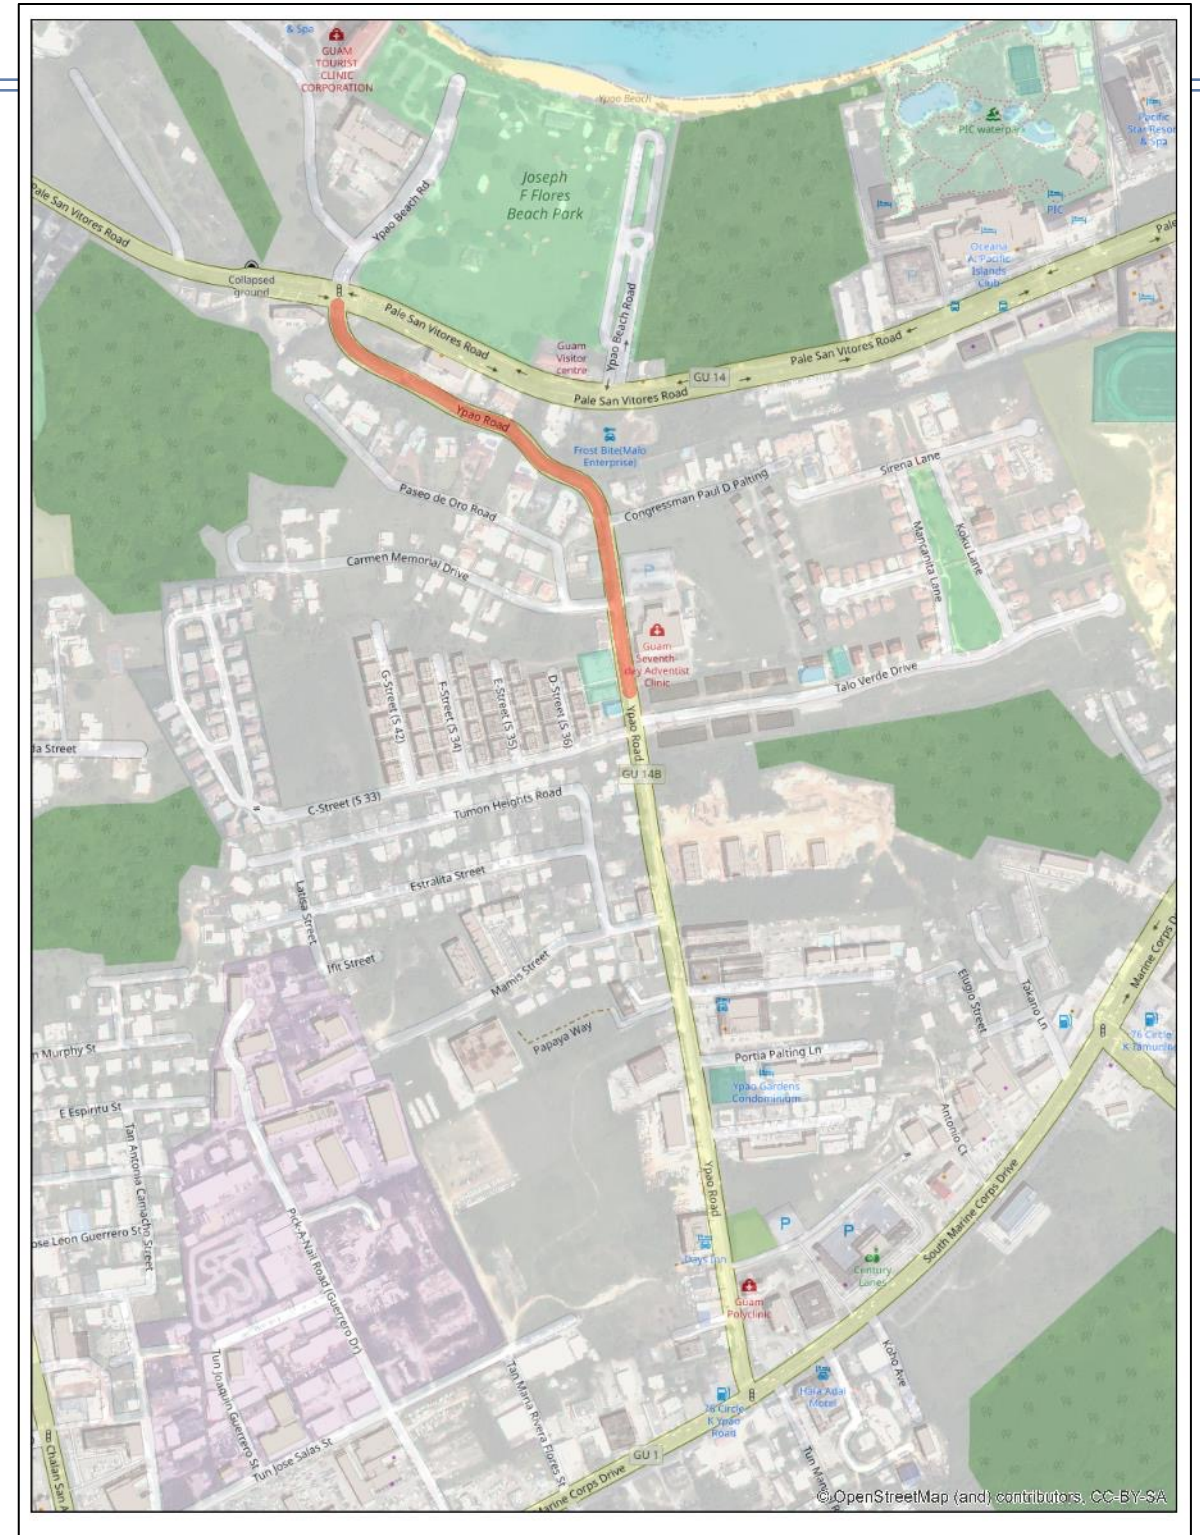 & Spa
GUAM
TOURIST
CLINIC
CORPORATION
Ypao Beach
PIC waterpark
Pacific
Star Resor
& Spa
Joseph
F Flores
Beach Park
Ypao Beach Rd
Pale San Vitores Road
PIC
Pale
Oceana
A. Pacific
Islands
Club
P
Collapsed
ground
Ypao Beach Road
Pale San Vitores Road
Guam
Visitor
centre
Pale San Vitores Road
GU 14
Pale San Vitores Road
Ypao Road
Frost Bite(Malo
Enterprise)
Sirena Lane
Congressman Paul D Palting
Paseo de Oro Road
Koku Lane
Mancanita Lane
Carmen Memorial Drive
P
Guam
Seventh-
day Adventist
Clinic
Talo Verde Drive
G-Street (S 42)
F-Street (S 34)
E-Street (S 35)
D-Street (S 36)
Ypao Road
da Street
GU 14B
C-Street (S 33)
Tumon Heights Road
Estralita Street
Latisa Street
Ifit Street
Mamis Street
Papaya Way
Elugio Street
Takano Ln
Marine Corps D
76 Circle
K Tamuning
n Murphy St
Portia Palting Ln
Ypao Gardens
Condominium
E Espiritu St
Tan Antonia Camacho Street
Antonio Ct
Ypao Road
South Marine Corps Drive
P
P
ose Leon Guerrero St
Pick-A-Nail Road (Guerrero Dr)
Days Inn
Century
Lanes
Guam
Polyclinic
Koho Ave
Tun Joaquin Guerrero St
Tan Maria Rivera Flores St
Hafa Adai
Motel
76 Circle
K Ypao
Road
Tun Jose Salas St
GU 1
Chalan San A
Marine Corps Drive
© OpenStreetMap (and) contributors, CC-BY-SA